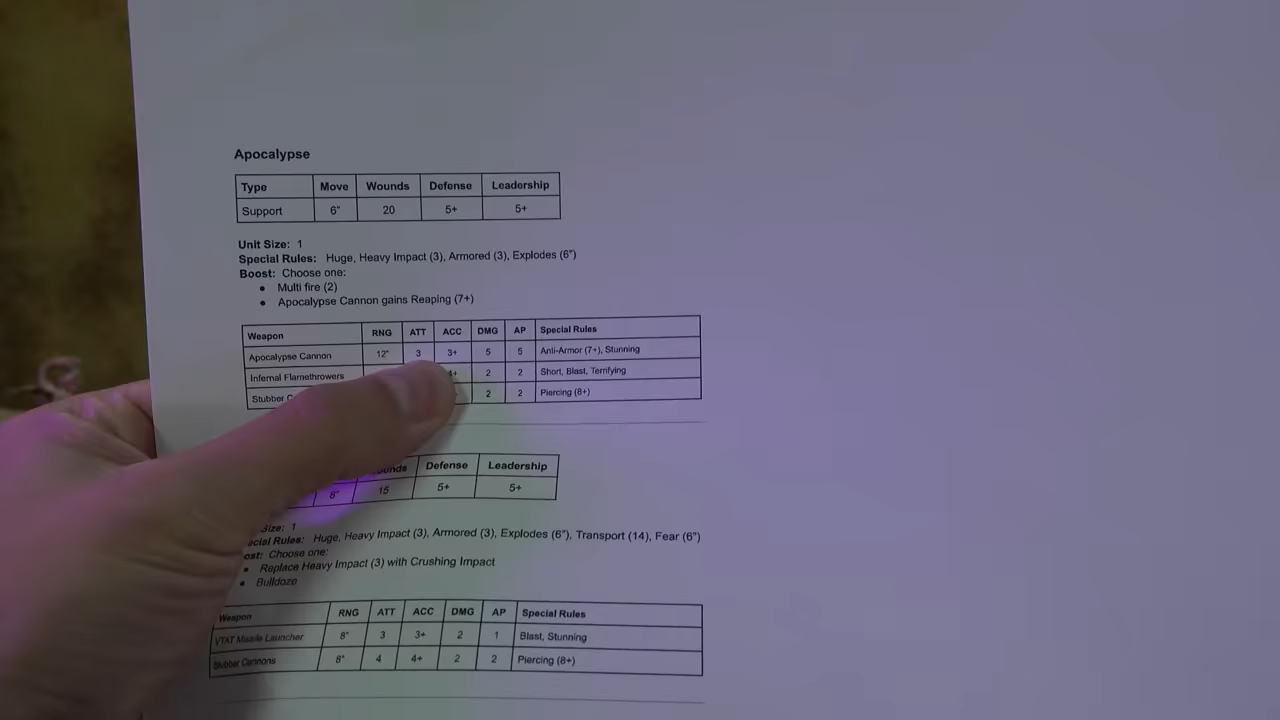 Apocalypse
Type Move Wounds Defense Leadership
Support 6" 20 5+ 5+
Unit Size: 1
Special Rules: Huge, Heavy Impact (3), Armored (3), Explodes (6")
Boost: Choose one:
● Multi fire (2)
● Apocalypse Cannon gains Reaping (7+)
Weapon RNG ATT ACC DMG AP Special Rules
Apocalypse Cannon 12" 3 3+ 5 5 Anti-Armor (7+), Stunning
Infernal Flamethrowers 4+ 2 2 Short, Blast, Terrifying
Stubber 2 2 Piercing (8+)
Defense Leadership
8" 15 5+ 5+
Size: 1
Rules: Huge, Heavy Impact (3), Armored (3), Explodes (6"), Transport (14), Fear (6")
Choose one:
● Replace Heavy Impact (3) with Crushing Impact
● Bulldoze
Weapon RNG ATT ACC DMG AP Special Rules
VTAT Missile Launcher 8" 3 3+ 2 1 Blast, Stunning
Stubber Cannons 8" 4 4+ 2 2 Piercing (8+)